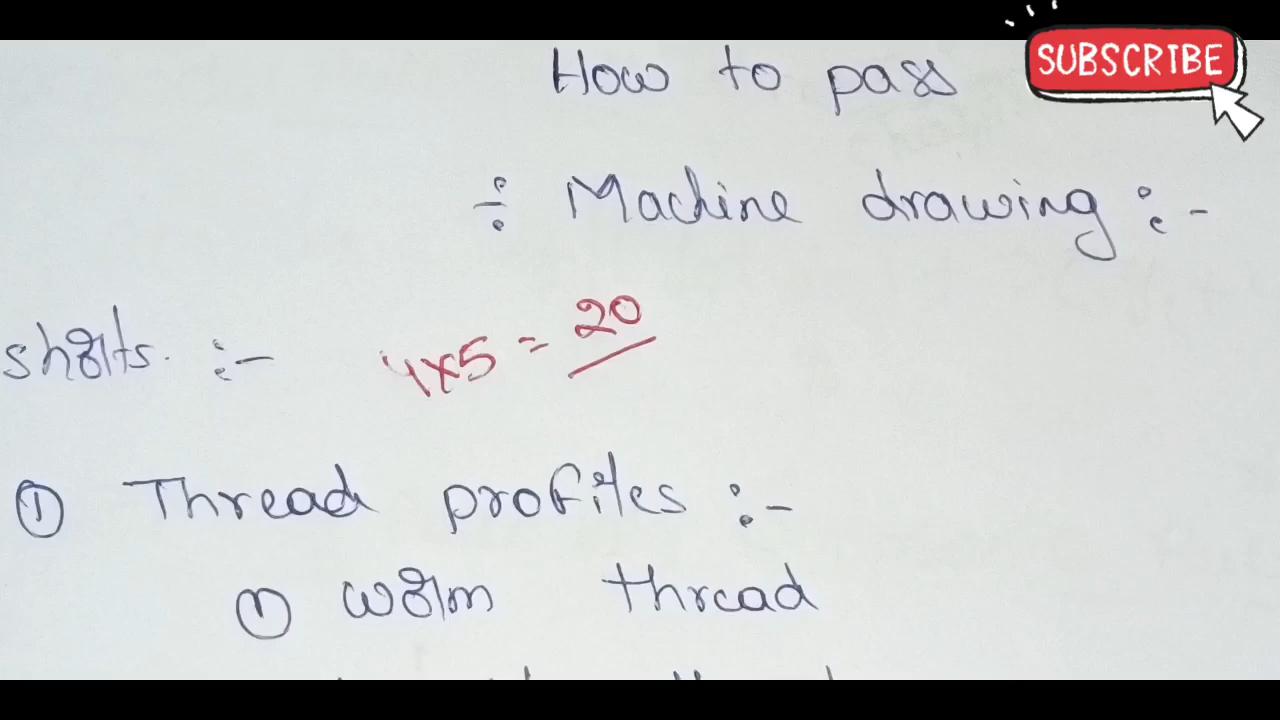 SUBSCRIBE
How to pass
÷ Machine drawing :-
shorts. :- 4x5 = 20
① Thread profiles :-
① worm thread